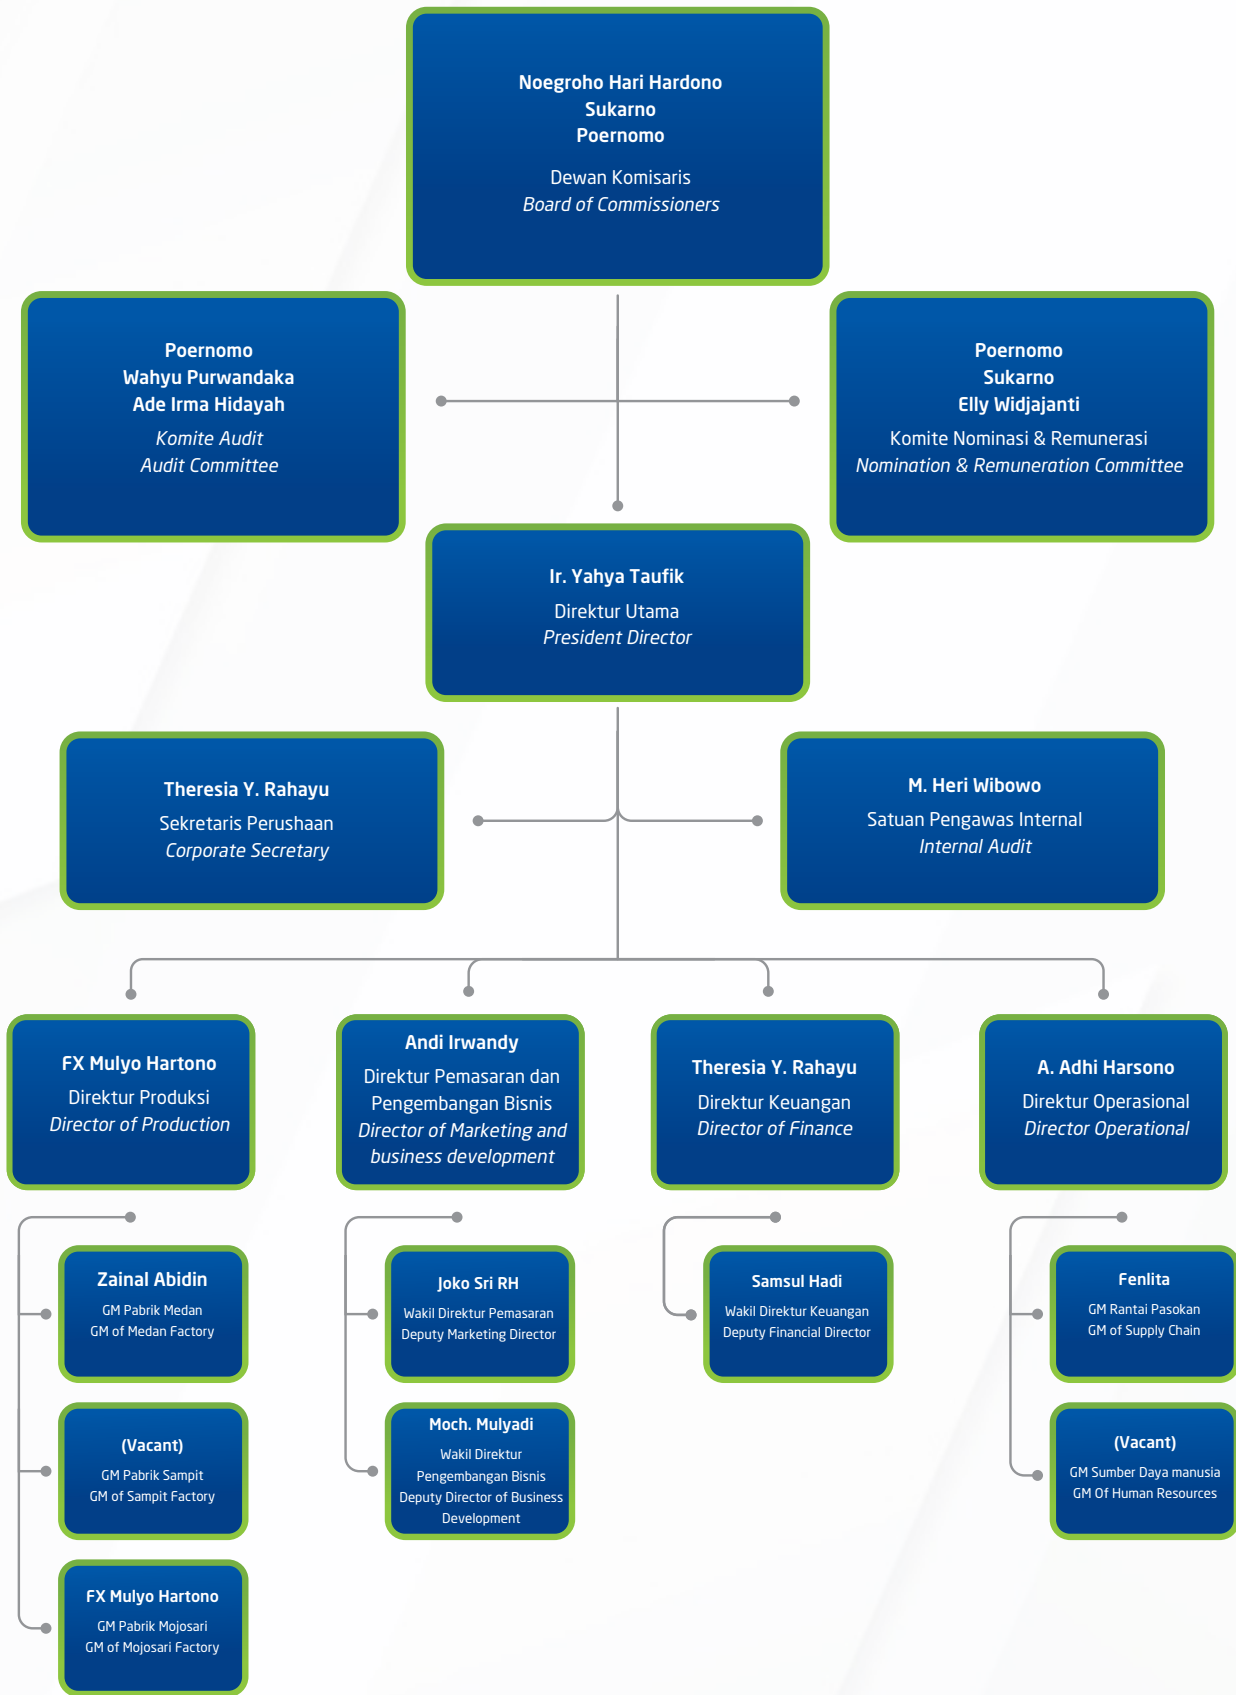 Noegroho Hari Hardono
Sukarno
Poernomo
Dewan Komisaris
Board of Commissioners
Poernomo
Wahyu Purwandaka
Ade Irma Hidayah
Komite Audit
Audit Committee
Poernomo
Sukarno
Elly Widjajanti
Komite Nominasi & Remunerasi
Nomination & Remuneration Committee
Ir. Yahya Taufik
Direktur Utama
President Director
Theresia Y. Rahayu
Sekretaris Perushaan
Corporate Secretary
M. Heri Wibowo
Satuan Pengawas Internal
Internal Audit
FX Mulyo Hartono
Direktur Produksi
Director of Production
Andi Irwandy
Direktur Pemasaran dan
Pengembangan Bisnis
Director of Marketing and
business development
Theresia Y. Rahayu
Direktur Keuangan
Director of Finance
A. Adhi Harsono
Direktur Operasional
Director Operational
Zainal Abidin
GM Pabrik Medan
GM of Medan Factory
(Vacant)
GM Pabrik Sampit
GM of Sampit Factory
FX Mulyo Hartono
GM Pabrik Mojosari
GM of Mojosari Factory
Joko Sri RH
Wakil Direktur Pemasaran
Deputy Marketing Director
Moch. Mulyadi
Wakil Direktur
Pengembangan Bisnis
Deputy Director of Business
Development
Samsul Hadi
Wakil Direktur Keuangan
Deputy Financial Director
Fenlita
GM Rantai Pasokan
GM of Supply Chain
(Vacant)
GM Sumber Daya manusia
GM Of Human Resources